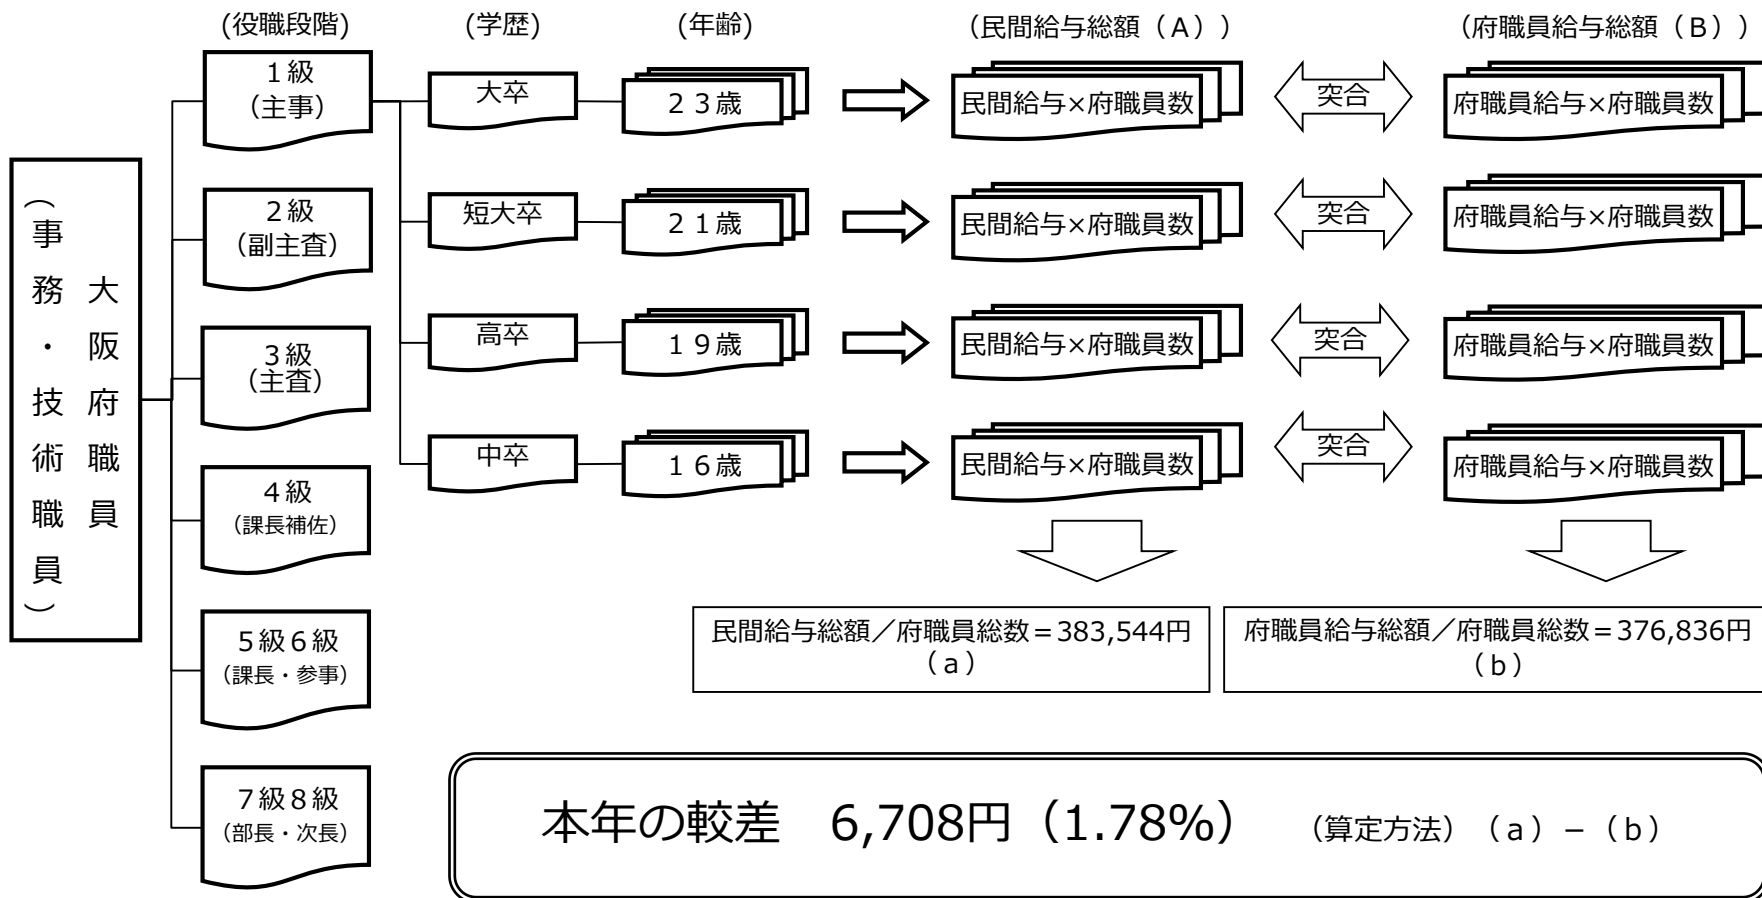 (役職段階)
(学歴)
(年齢)
（民間給与総額（Ａ））
（府職員給与総額（Ｂ））
大阪府職員
（事務・技術職員）
１級
（主事）
２級
（副主査）
３級
（主査）
４級
（課長補佐）
５級６級
（課長・参事）
７級８級
（部長・次長）
大卒
２３歳
民間給与×府職員数
突合
府職員給与×府職員数
短大卒
２１歳
民間給与×府職員数
突合
府職員給与×府職員数
高卒
１９歳
民間給与×府職員数
突合
府職員給与×府職員数
中卒
１６歳
民間給与×府職員数
突合
府職員給与×府職員数
民間給与総額／府職員総数＝383,544円
（ａ）
府職員給与総額／府職員総数＝376,836円
（ｂ）
本年の較差　6,708円（1.78%）　（算定方法）（ａ）－（ｂ）